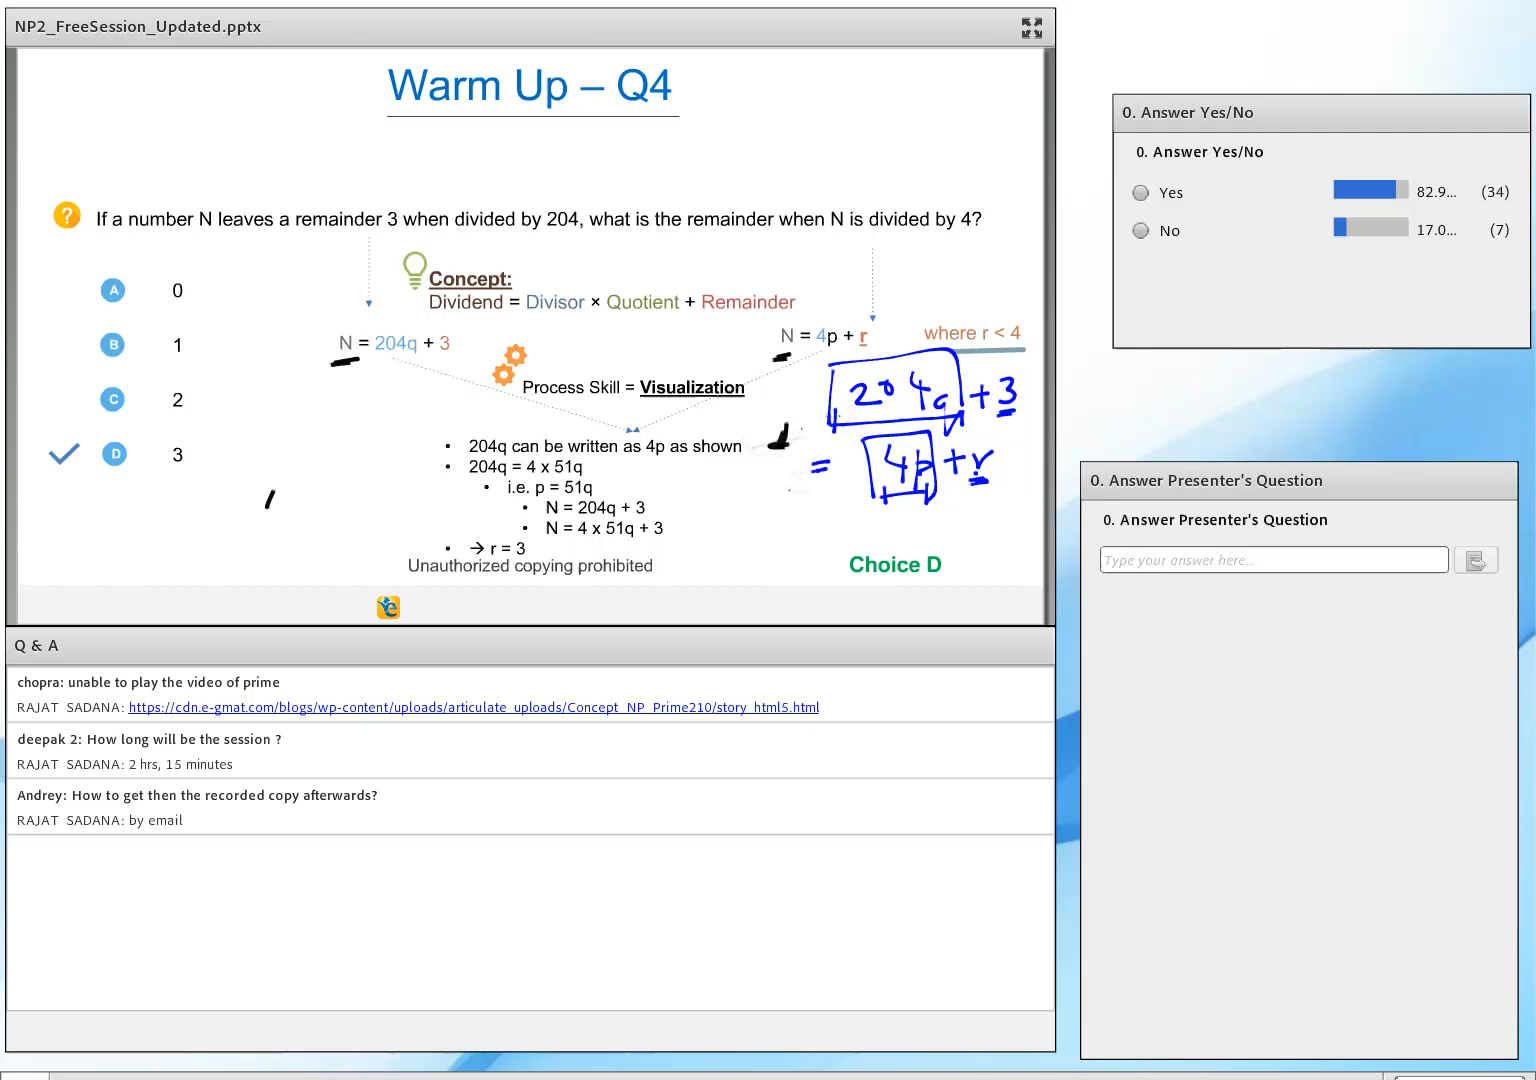 NP2_FreeSession_Updated.pptx
Warm Up – Q4
If a number N leaves a remainder 3 when divided by 204, what is the remainder when N is divided by 4?
A 0
B 1
C 2
D 3
Concept:
Dividend = Divisor × Quotient + Remainder
N = 204q + 3
N = 4p + r
where r < 4
Process Skill = Visualization
204q + 3
= 4p + r
• 204q can be written as 4p as shown
• 204q = 4 x 51q
• i.e. p = 51q
• N = 204q + 3
• N = 4 x 51q + 3
• → r = 3
Unauthorized copying prohibited
Choice D
Q & A
chopra: unable to play the video of prime
RAJAT SADANA: https://cdn.e-gmat.com/blogs/wp-content/uploads/articulate_uploads/Concept_NP_Prime210/story_html5.html
deepak 2: How long will be the session ?
RAJAT SADANA: 2 hrs, 15 minutes
Andrey: How to get then the recorded copy afterwards?
RAJAT SADANA: by email
0. Answer Yes/No
0. Answer Yes/No
Yes 82.9... (34)
No 17.0... (7)
0. Answer Presenter's Question
0. Answer Presenter's Question
Type your answer here...